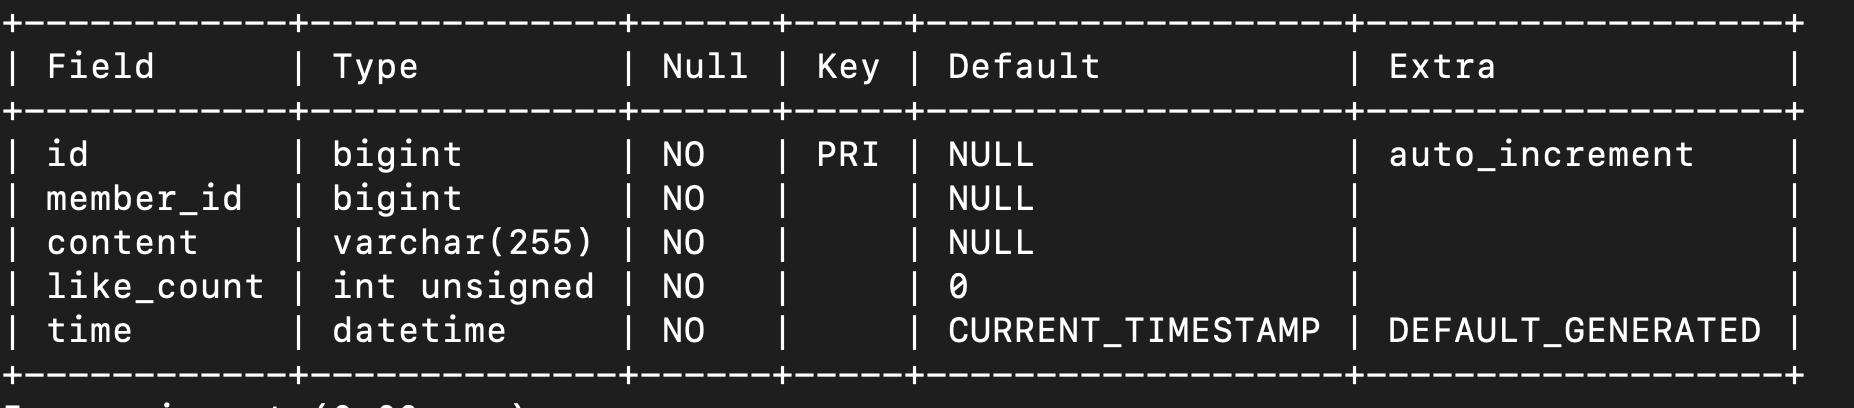 +------------+--------------+------+-----+-------------------+-------------------+
| Field      | Type         | Null | Key | Default           | Extra             |
+------------+--------------+------+-----+-------------------+-------------------+
| id         | bigint       | NO   | PRI | NULL              | auto_increment    |
| member_id  | bigint       | NO   |     | NULL              |                   |
| content    | varchar(255) | NO   |     | NULL              |                   |
| like_count | int unsigned | NO   |     | 0                 |                   |
| time       | datetime     | NO   |     | CURRENT_TIMESTAMP | DEFAULT_GENERATED |
+------------+--------------+------+-----+-------------------+-------------------+